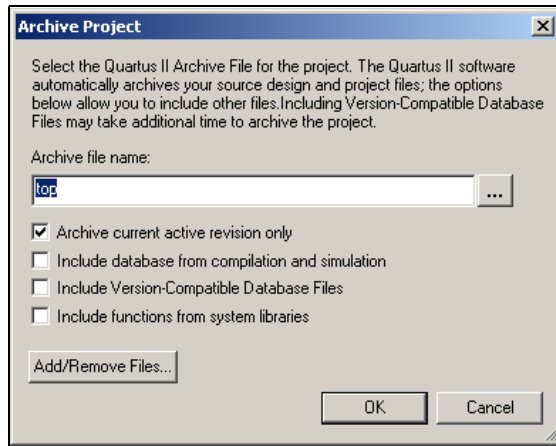 Archive Project
Select the Quartus II Archive File for the project. The Quartus II software
automatically archives your source design and project files; the options
below allow you to include other files.Including Version-Compatible Database
Files may take additional time to archive the project.
Archive file name:
top
...
Archive current active revision only
Include database from compilation and simulation
Include Version-Compatible Database Files
Include functions from system libraries
Add/Remove Files...
OK Cancel